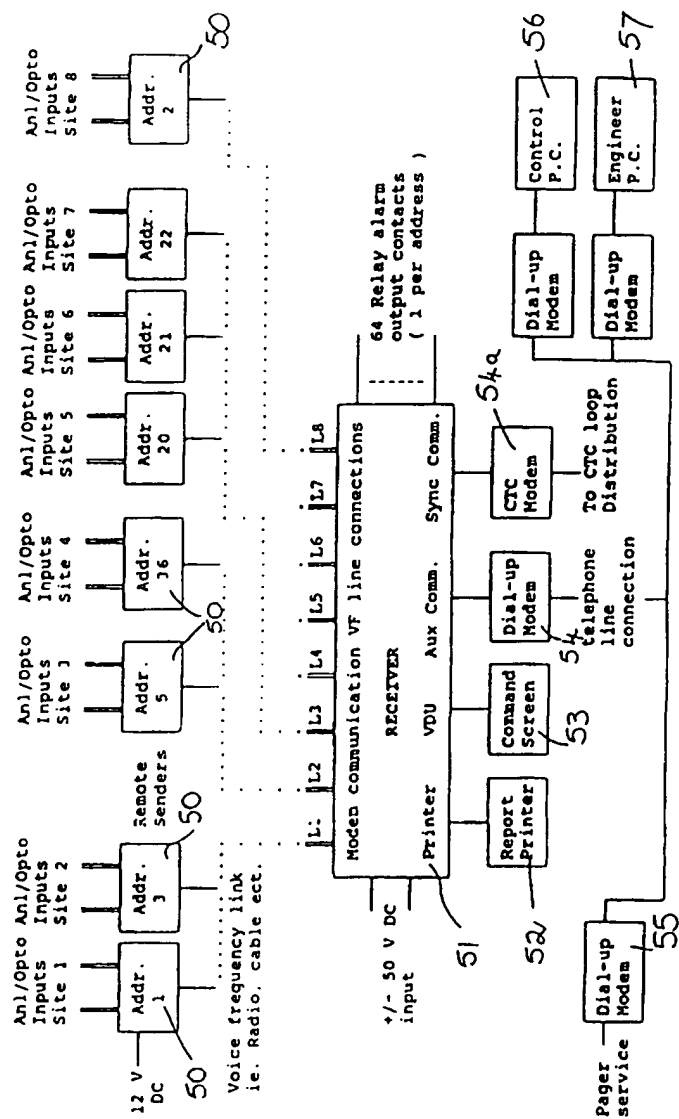 Anl/Opto
Inputs
Site 1
Anl/Opto
Inputs
Site 2
Anl/Opto
Inputs
Site 3
Anl/Opto
Inputs
Site 4
Anl/Opto
Inputs
Site 5
Anl/Opto
Inputs
Site 6
Anl/Opto
Inputs
Site 7
Anl/Opto
Inputs
Site 8
12 V
DC
Addr.
1
50
Addr.
3
50
Remote
Senders
Addr.
5
50
Addr.
36
Addr.
20
Addr.
21
Addr.
22
Addr.
2
50
Voice frequency link
ie. Radio, cable ect.
L1
L2
L3
L4
L5
L6
L7
L8
Modem communication VF line connections
RECEIVER
Printer
VDU
Aux Comm.
Sync Comm.
+/- 50 V DC
input
64 Relay alarm
output contacts
( 1 per address )
51
Report
Printer
52
Command
Screen
53
Dial-up
Modem
54
telephone
line
connection
CTC
Modem
54a
To CTC loop
Distribution
Dial-up
Modem
Control
P.C.
56
Dial-up
Modem
Engineer
P.C.
57
Pager
service
Dial-up
Modem
55